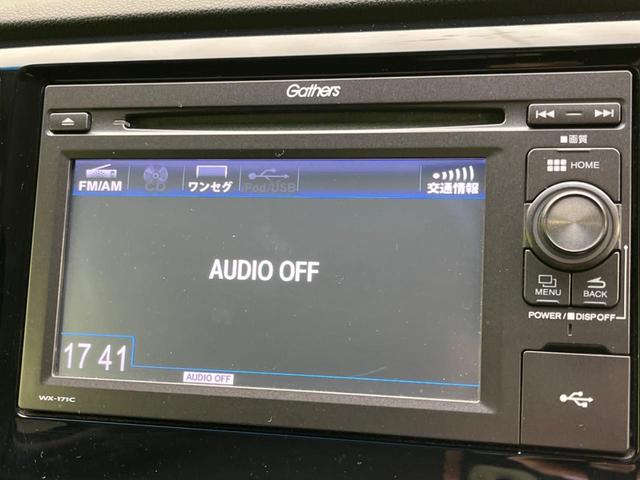 Gathers
■画質
FM/AM
CD
ワンセグ
iPod/USB
交通情報
HOME
AUDIO OFF
MENU
BACK
POWER/■DISP OFF
17 41
AUDIO OFF
WX-171C